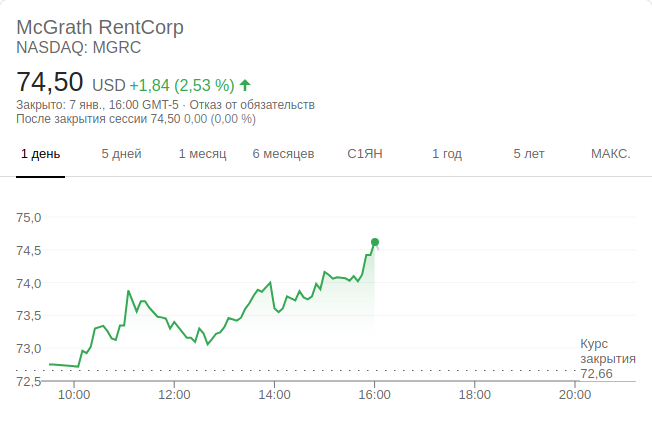 McGrath RentCorp
NASDAQ: MGRC
74,50 USD +1,84 (2,53 %)
Закрыто: 7 янв., 16:00 GMT-5 · Отказ от обязательств
После закрытия сессии 74,50 0,00 (0,00 %)
1 день 5 дней 1 месяц 6 месяцев С1ЯН 1 год 5 лет МАКС.
75,0
74,5
74,0
73,5
73,0
72,5
Курс
закрытия
72,66
10:00 12:00 14:00 16:00 18:00 20:00